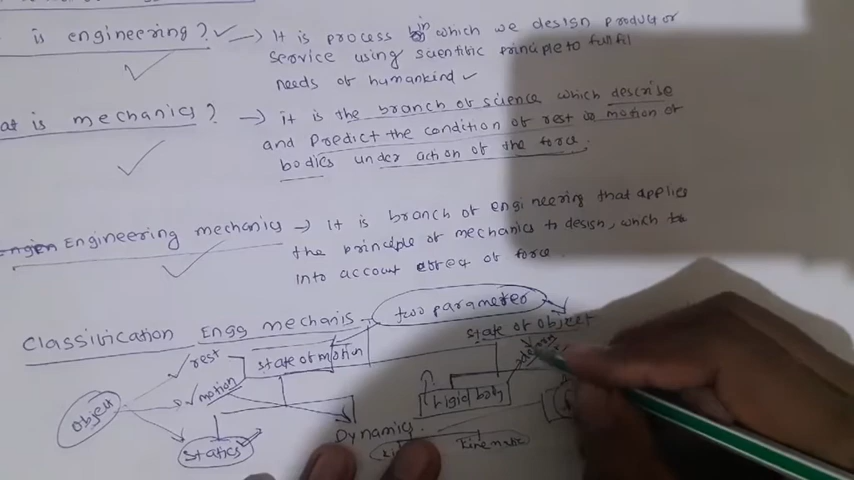 is engineering? → It is process in which we design product or
service using scientific principle to fulfil
needs of humankind
at is mechanics? → it is the branch of science which describe
and Predict the condition of rest or motion of
bodies under action of the force.
Engineering mechanics → it is branch of engineering that applies
the principle of mechanics to design, which
into account effect of force.
Classification Engg mechanis two parameter
state of object
rest state of motion
motion rigid body
Object
statics Dynamics.
kinematic